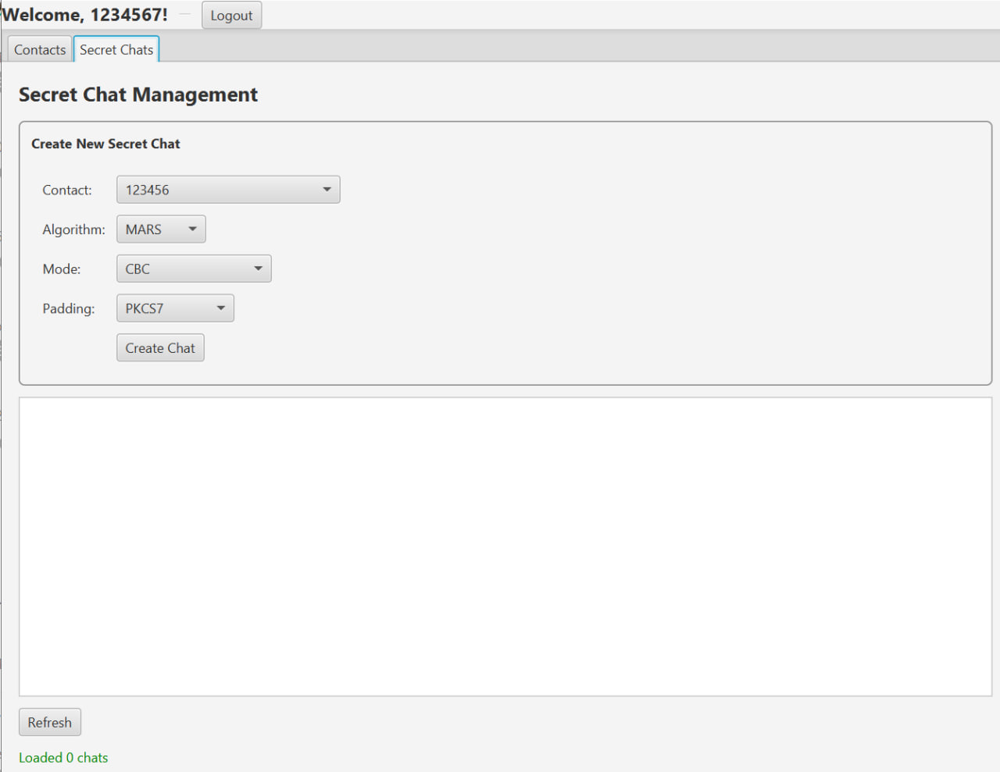 Welcome, 1234567! Logout
Contacts Secret Chats
Secret Chat Management
Create New Secret Chat
Contact: 123456
Algorithm: MARS
Mode: CBC
Padding: PKCS7
Create Chat
Refresh
Loaded 0 chats